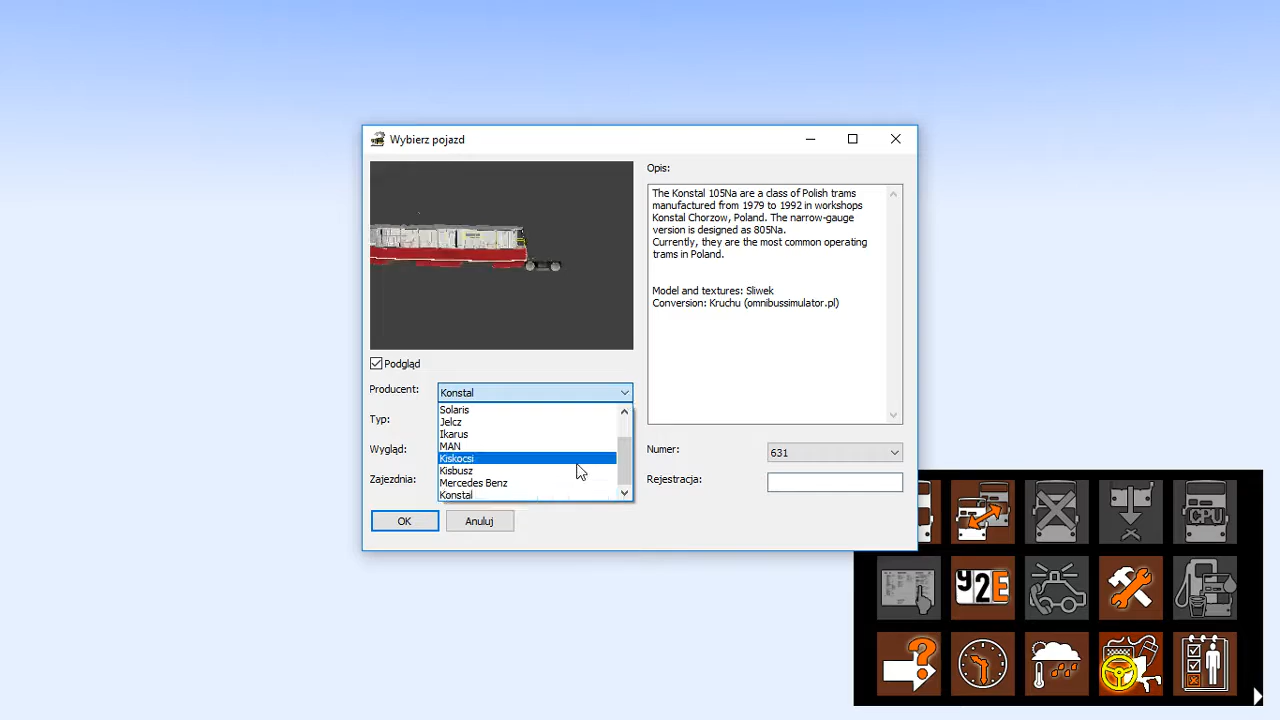 Wybierz pojazd
Opis:
The Konstal 105Na are a class of Polish trams
manufactured from 1979 to 1992 in workshops
Konstal Chorzow, Poland. The narrow-gauge
version is designed as 805Na.
Currently, they are the most common operating
trams in Poland.
Model and textures: Sliwek
Conversion: Kruchu (omnibussimulator.pl)
Podgląd
Producent:
Konstal
Solaris
Jelcz
Ikarus
MAN
Kiskocsi
Kisbusz
Mercedes Benz
Konstal
Typ:
Wygląd:
Zajezdnia:
Numer:
631
Rejestracja:
OK
Anuluj
CPU
92E